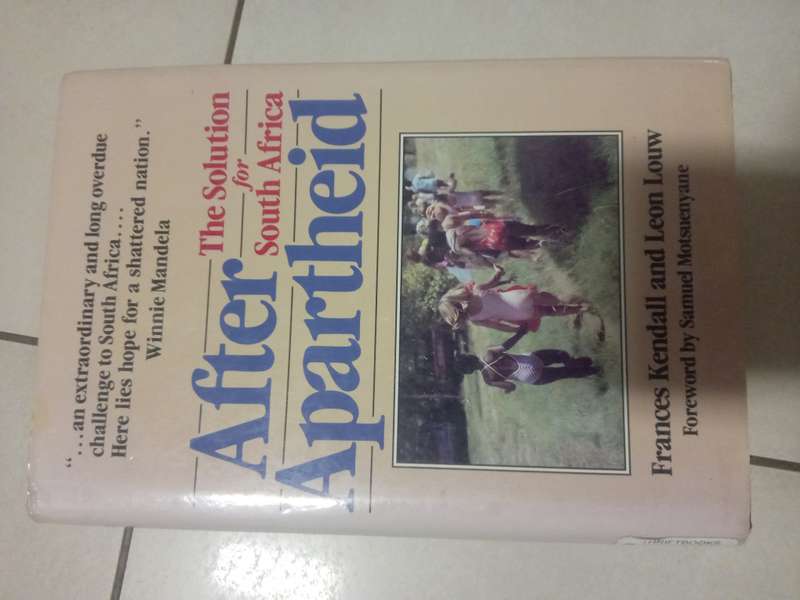 “...an extraordinary and long overdue
challenge to South Africa....
Here lies hope for a shattered nation.”
Winnie Mandela
After
The Solution
for
South Africa
Apartheid
Frances Kendall and Leon Louw
Foreword by Samuel Motsuenyane